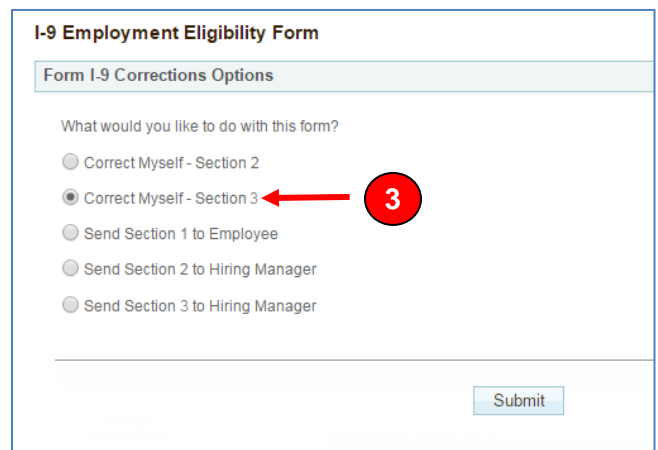 I-9 Employment Eligibility Form
Form I-9 Corrections Options
What would you like to do with this form?
Correct Myself - Section 2
Correct Myself - Section 3
3
Send Section 1 to Employee
Send Section 2 to Hiring Manager
Send Section 3 to Hiring Manager
Submit